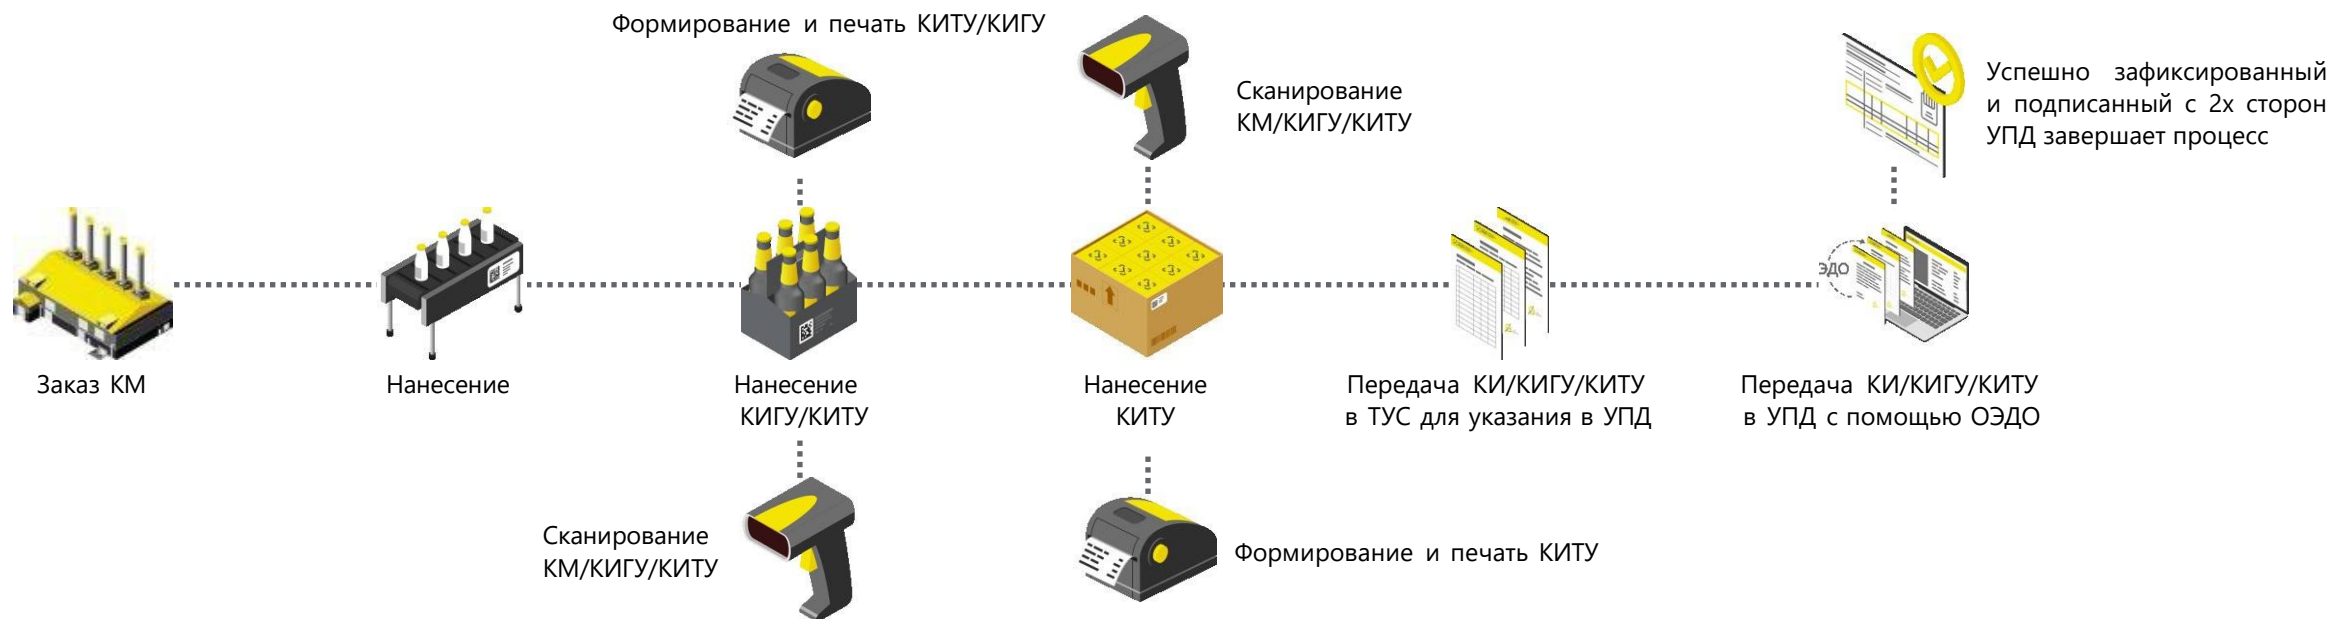 Формирование и печать КИТУ/КИГУ
Сканирование
КМ/КИГУ/КИТУ
Успешно зафиксированный
и подписанный с 2х сторон
УПД завершает процесс
ЭДО
Заказ КМ
Нанесение
Нанесение
КИГУ/КИТУ
Нанесение
КИТУ
Передача КИ/КИГУ/КИТУ
в ТУС для указания в УПД
Передача КИ/КИГУ/КИТУ
в УПД с помощью ОЭДО
Сканирование
КМ/КИГУ/КИТУ
Формирование и печать КИТУ